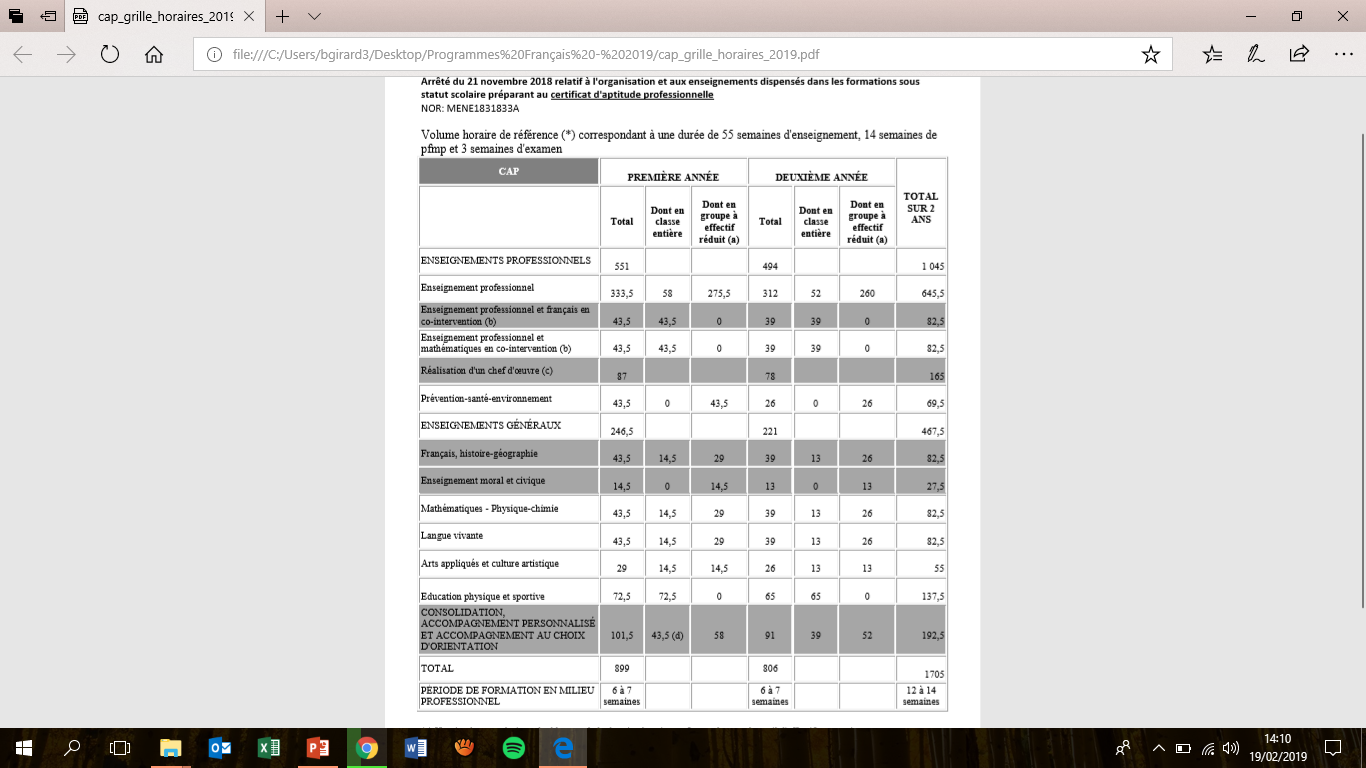 cap_grille_horaires_2019
file:///C:/Users/bgirard3/Desktop/Programmes%20Français%20-%202019/cap_grille_horaires_2019.pdf
Arrêté du 21 novembre 2018 relatif à l'organisation et aux enseignements dispensés dans les formations sous
statut scolaire préparant au certificat d'aptitude professionnelle
NOR: MENE1831833A
Volume horaire de référence (*) correspondant à une durée de 55 semaines d'enseignement, 14 semaines de
pfmp et 3 semaines d'examen
CAP PREMIÈRE ANNÉE DEUXIÈME ANNÉE TOTAL SUR 2 ANS
Total Dont en classe entière Dont en groupe à effectif réduit (a) Total Dont en classe entière Dont en groupe à effectif réduit (a)
ENSEIGNEMENTS PROFESSIONNELS 551 494 1 045
Enseignement professionnel 333,5 58 275,5 312 52 260 645,5
Enseignement professionnel et français en
co-intervention (b) 43,5 43,5 0 39 39 0 82,5
Enseignement professionnel et
mathématiques en co-intervention (b) 43,5 43,5 0 39 39 0 82,5
Réalisation d'un chef d'œuvre (c) 87 78 165
Prévention-santé-environnement 43,5 0 43,5 26 0 26 69,5
ENSEIGNEMENTS GÉNÉRAUX 246,5 221 467,5
Français, histoire-géographie 43,5 14,5 29 39 13 26 82,5
Enseignement moral et civique 14,5 0 14,5 13 0 13 27,5
Mathématiques - Physique-chimie 43,5 14,5 29 39 13 26 82,5
Langue vivante 43,5 14,5 29 39 13 26 82,5
Arts appliqués et culture artistique 29 14,5 14,5 26 13 13 55
Education physique et sportive 72,5 72,5 0 65 65 0 137,5
CONSOLIDATION,
ACCOMPAGNEMENT PERSONNALISÉ
ET ACCOMPAGNEMENT AU CHOIX 101,5 43,5 (d) 58 91 39 52 192,5
D'ORIENTATION
TOTAL 899 806 1705
PÉRIODE DE FORMATION EN MILIEU 6 à 7 6 à 7 12 à 14
PROFESSIONNEL semaines semaines semaines
14:10
19/02/2019